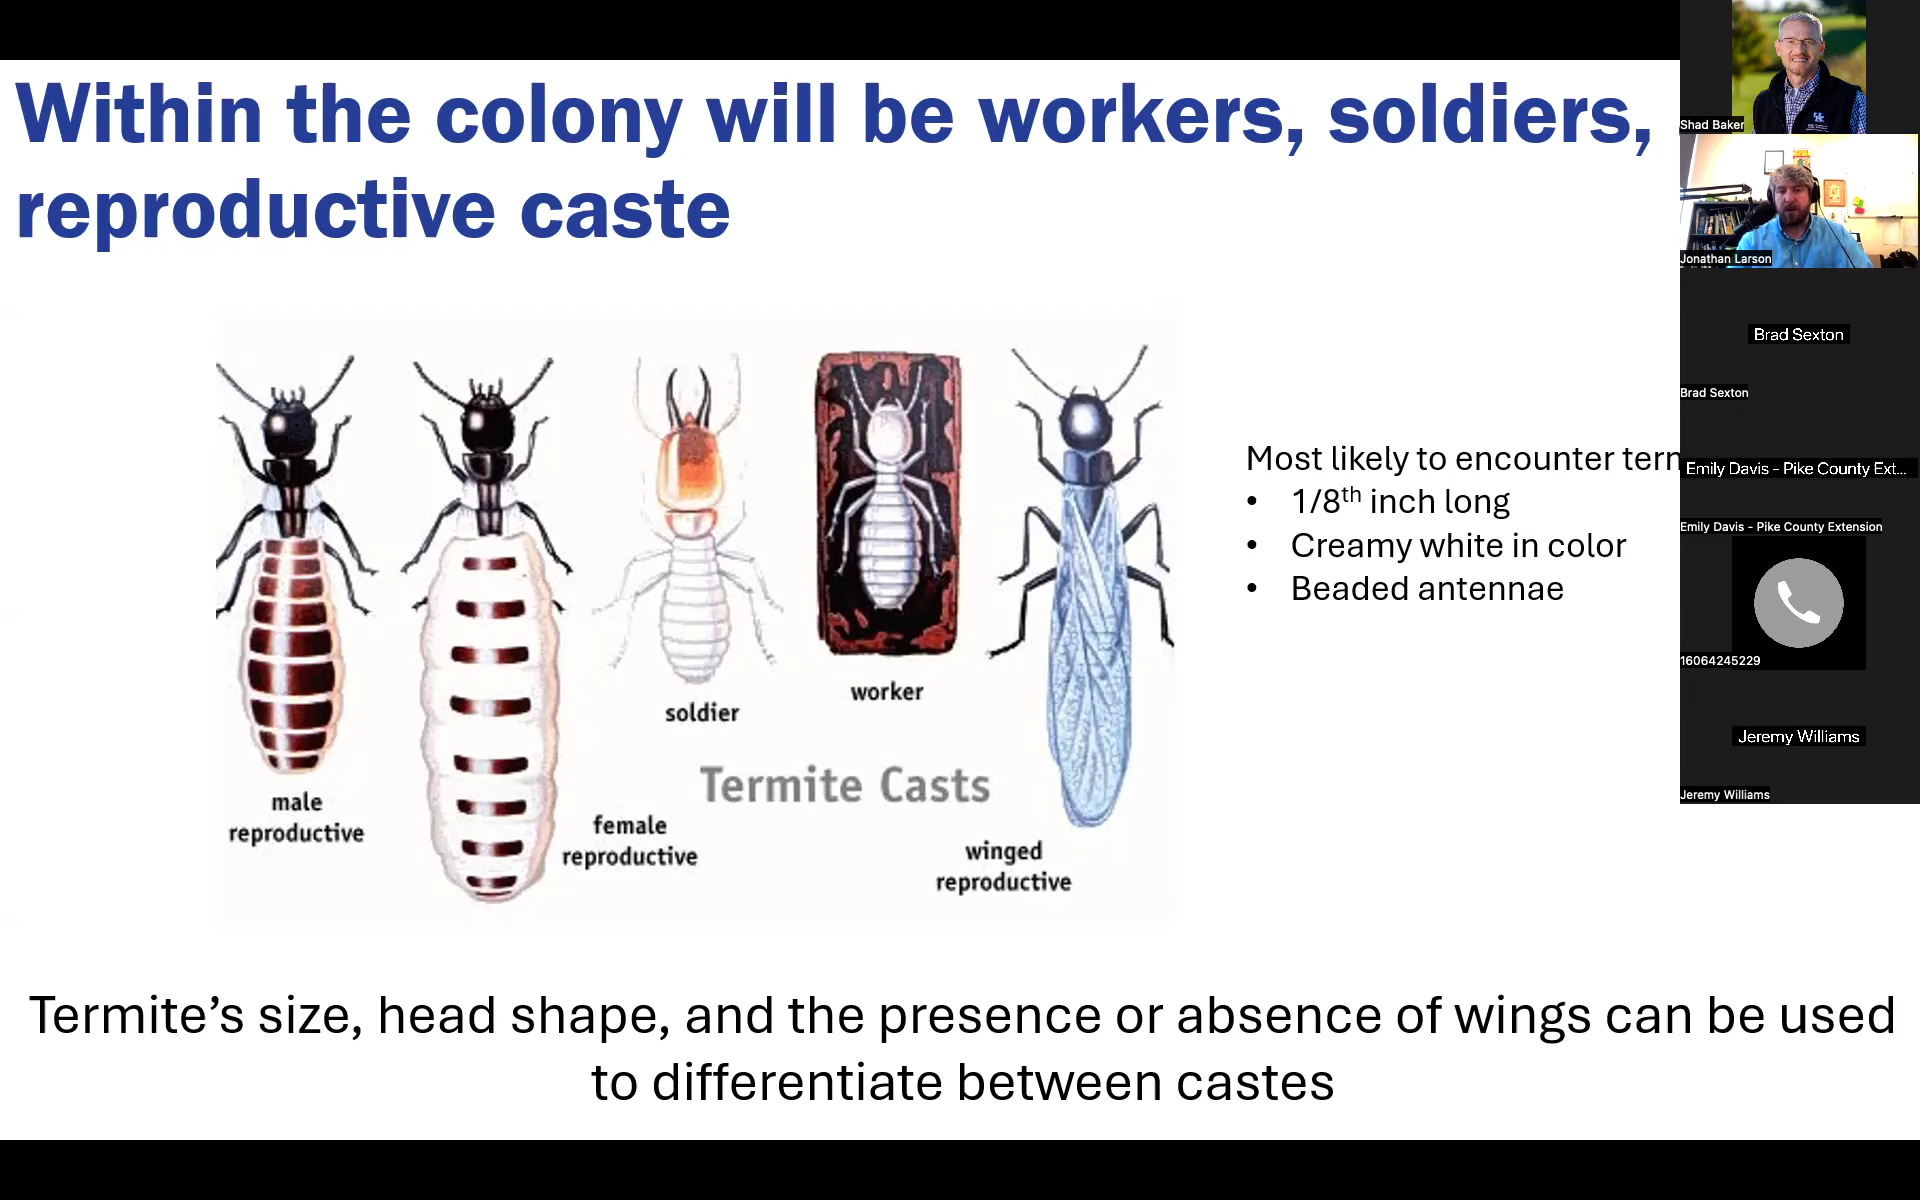 Within the colony will be workers, soldiers,
reproductive caste
male
reproductive
female
reproductive
soldier
worker
Termite Casts
winged
reproductive
Most likely to encounter
• 1/8th inch long
• Creamy white in color
• Beaded antennae
Termite’s size, head shape, and the presence or absence of wings can be used
to differentiate between castes
Shad Baker
Jonathan Larson
Brad Sexton
Brad Sexton
Emily Davis - Pike County Ext...
Emily Davis - Pike County Extension
16064245229
Jeremy Williams
Jeremy Williams